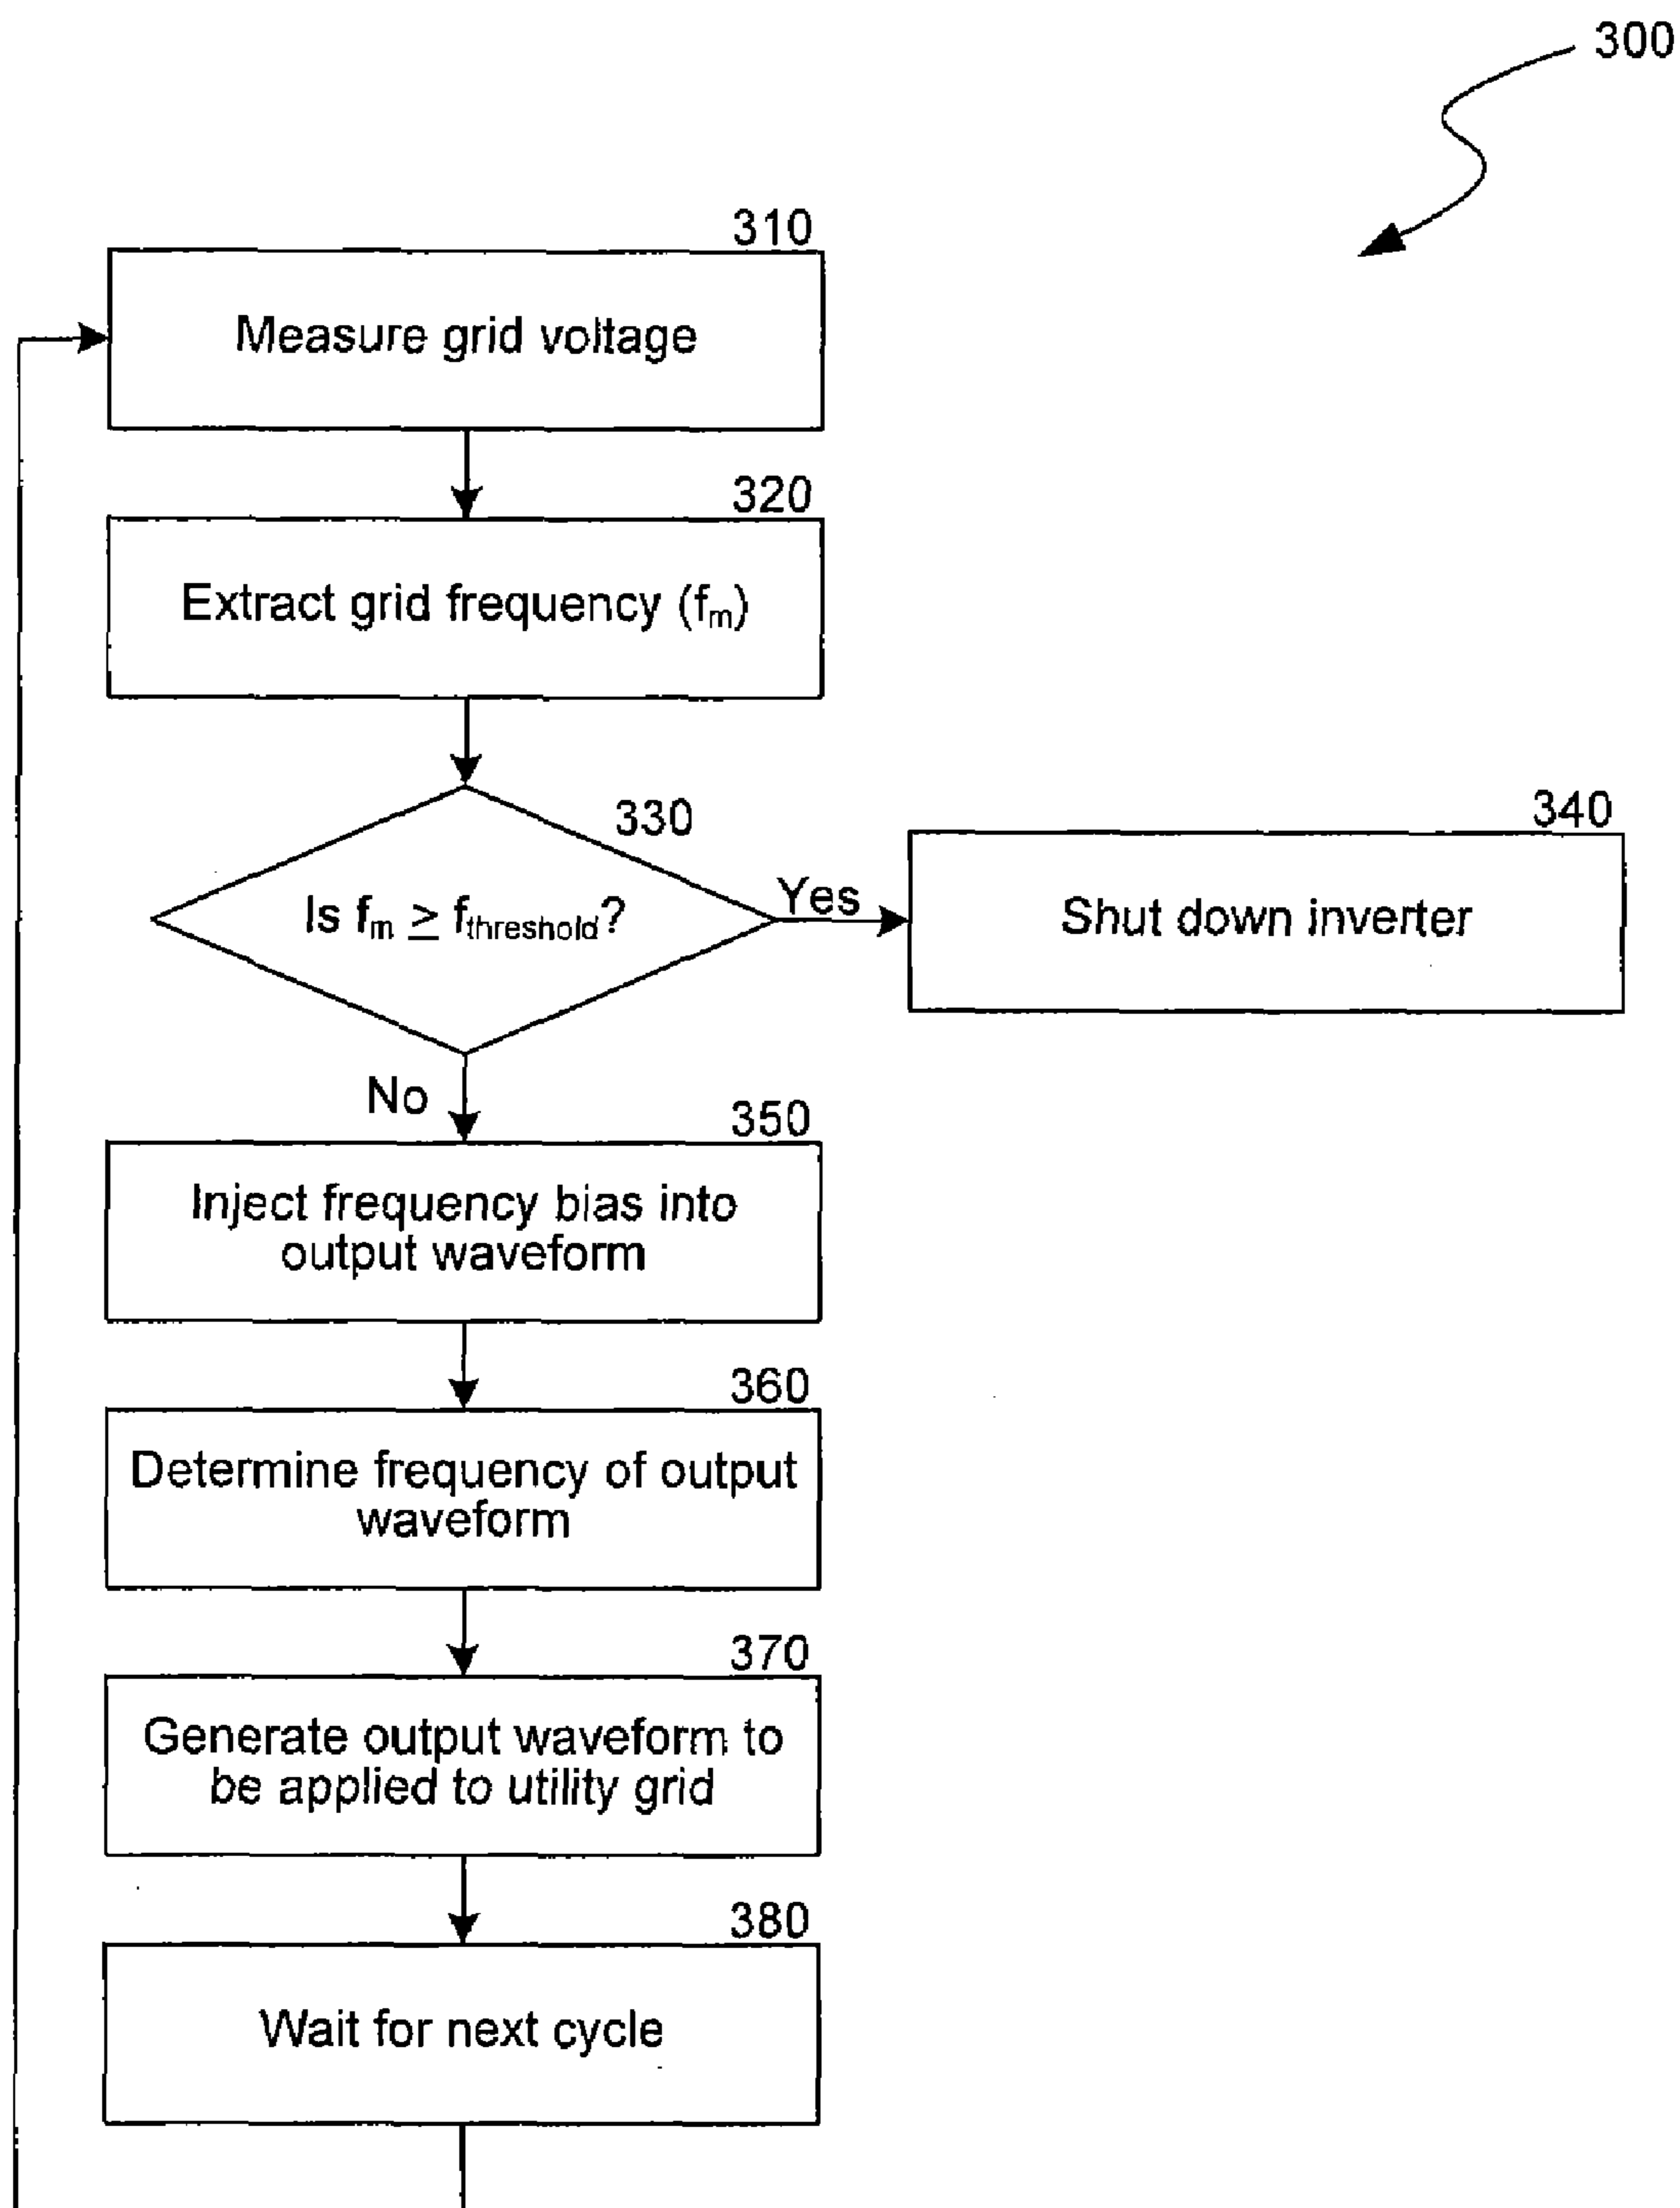 300
310
Measure grid voltage
320
Extract grid frequency (fm)
330
Is fm ≥ fthreshold?
Yes
340
Shut down inverter
No
350
Inject frequency bias into
output waveform
360
Determine frequency of output
waveform
370
Generate output waveform to
be applied to utility grid
380
Wait for next cycle